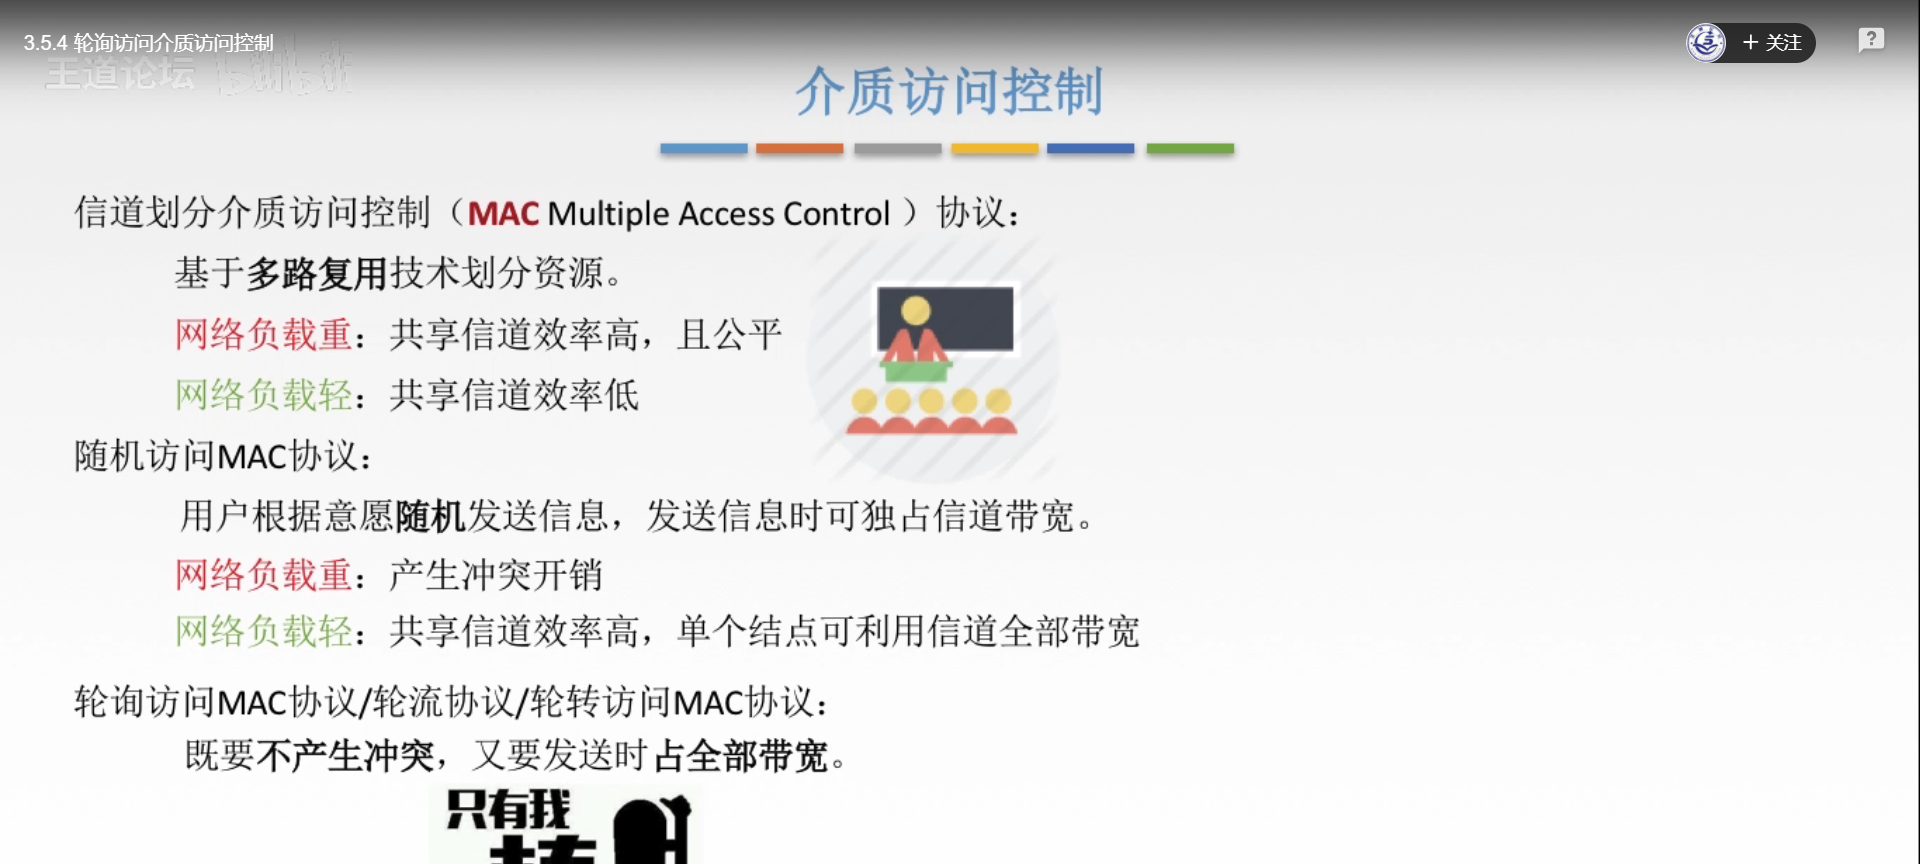 3.5.4 轮询访问介质访问控制
+ 关注
王道论坛 bilibili
介质访问控制
信道划分介质访问控制（MAC Multiple Access Control ）协议：
基于多路复用技术划分资源。
网络负载重：共享信道效率高，且公平
网络负载轻：共享信道效率低
随机访问MAC协议：
用户根据意愿随机发送信息，发送信息时可独占信道带宽。
网络负载重：产生冲突开销
网络负载轻：共享信道效率高，单个结点可利用信道全部带宽
轮询访问MAC协议/轮流协议/轮转访问MAC协议：
既要不产生冲突，又要发送时占全部带宽。
只有我